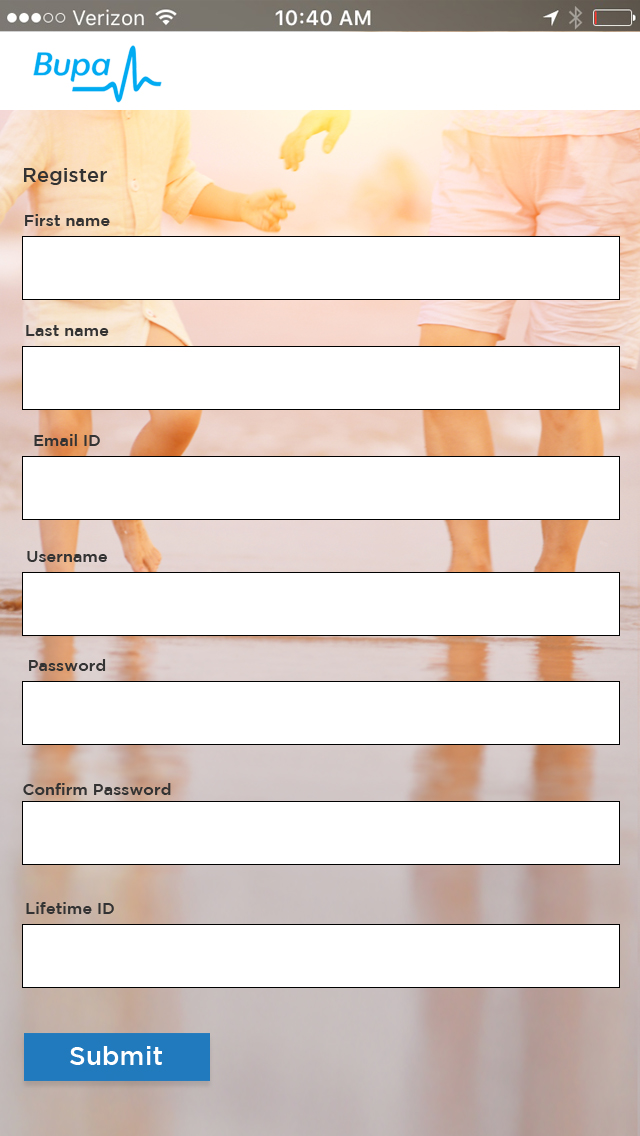 Verizon 10:40 AM
Bupa
Register
First name
Last name
Email ID
Username
Password
Confirm Password
Lifetime ID
Submit